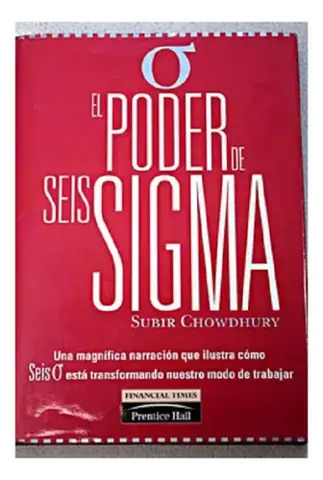 σ
EL PODER DE
SEIS SIGMA
SUBIR CHOWDHURY
Una magnífica narración que ilustra cómo
Seis σ está transformando nuestro modo de trabajar
FINANCIAL TIMES
Prentice Hall